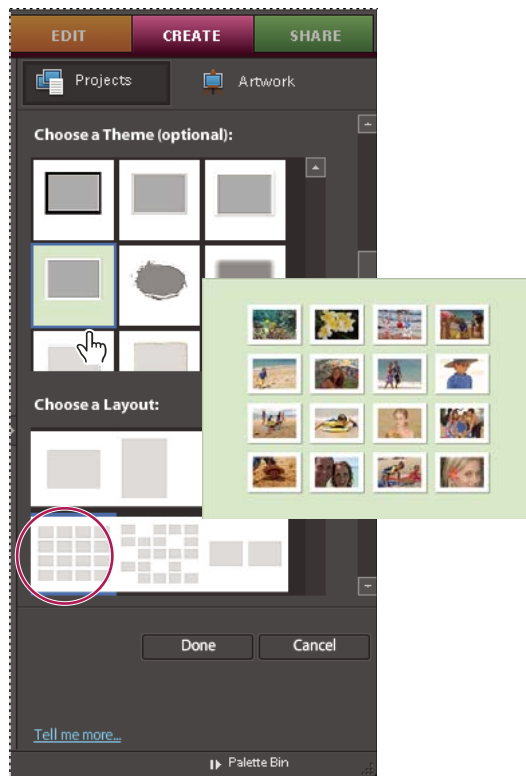 EDIT CREATE SHARE
Projects Artwork
Choose a Theme (optional):
Choose a Layout:
Done Cancel
Tell me more...
Palette Bin